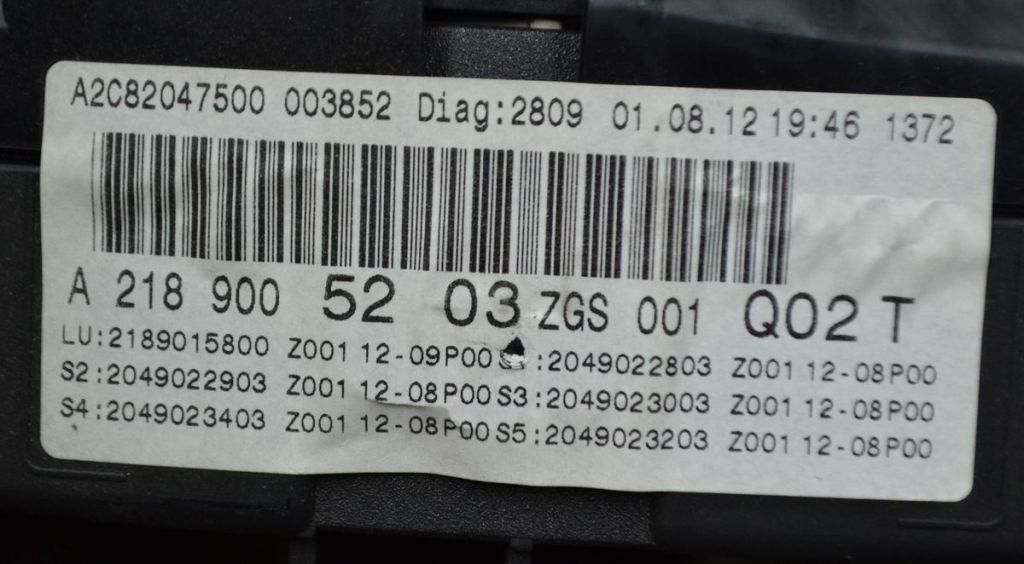 A2C82047500 003852 Diag:2809 01.08.12 19:46 1372
A 218 900 52 03 ZGS 001 Q02 T
LU:2189015800 Z001 12-09P00 :2049022803 Z001 12-08P00
S2:2049022903 Z001 12-08P00 S3:2049023003 Z001 12-08P00
S4:2049023403 Z001 12-08P00 S5:2049023203 Z001 12-08P00